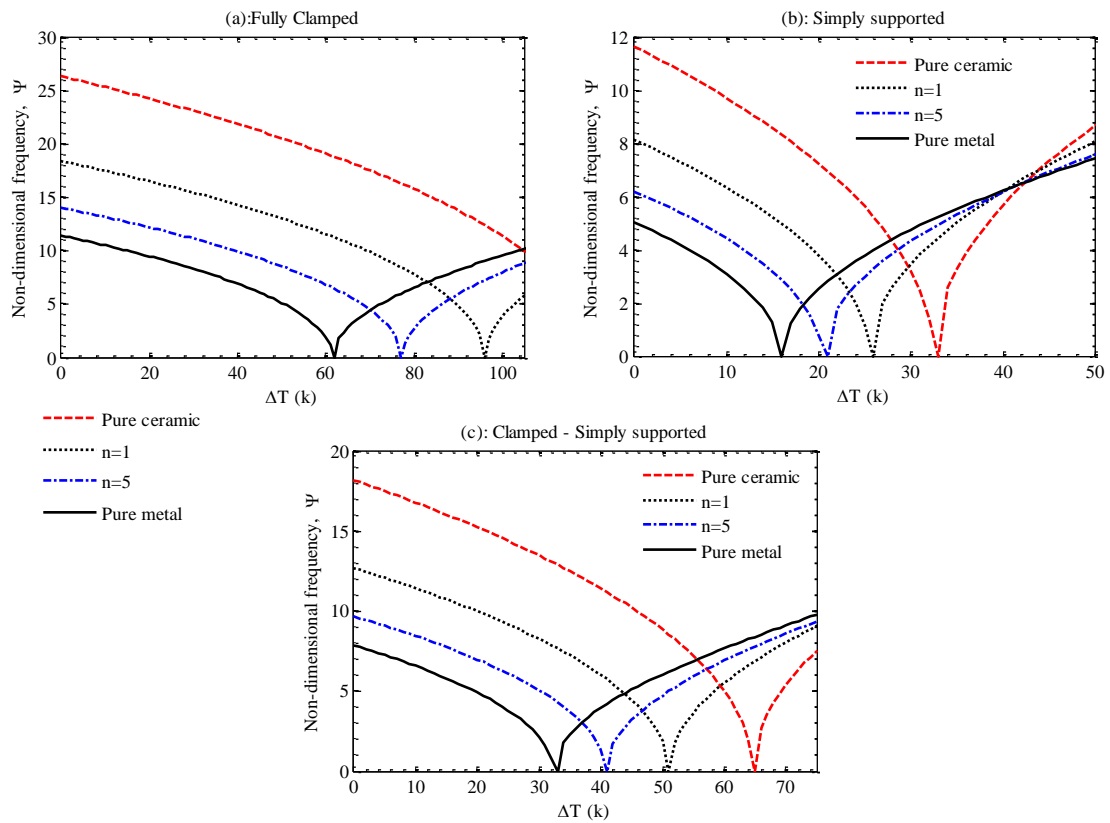 (a):Fully Clamped
30
25
20
15
10
5
0
0 20 40 60 80 100
Non-dimensional frequency, Ψ
ΔT (k)
Pure ceramic
n=1
n=5
Pure metal
(b): Simply supported
12
10
8
6
4
2
0
0 10 20 30 40 50
Non-dimensional frequency, Ψ
ΔT (k)
Pure ceramic
n=1
n=5
Pure metal
(c): Clamped - Simply supported
20
15
10
5
0
0 10 20 30 40 50 60 70
Non-dimensional frequency, Ψ
ΔT (k)
Pure ceramic
n=1
n=5
Pure metal